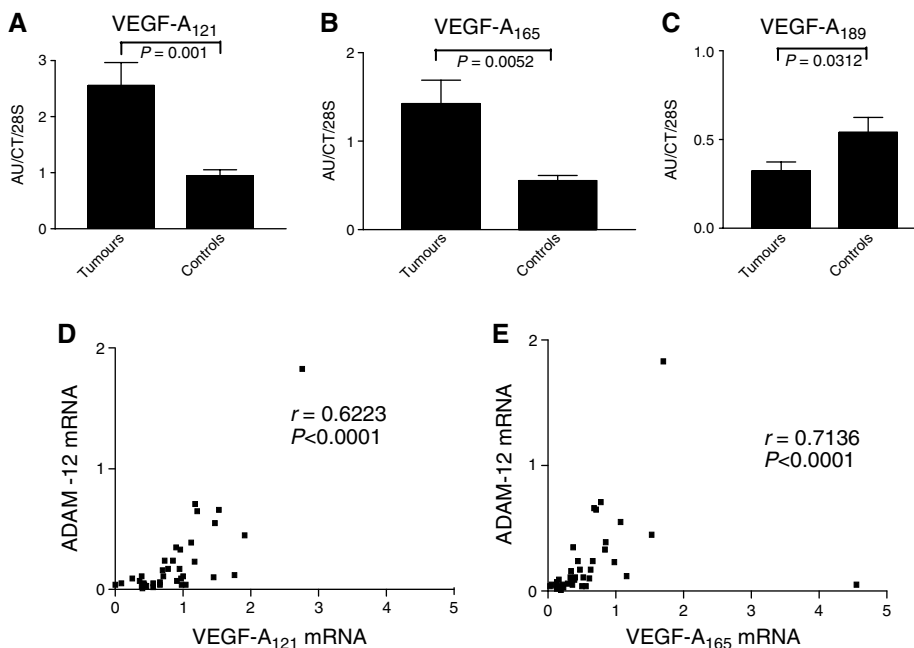 A
VEGF-A121
P = 0.001
AU/CT/28S
3
2
1
0
Tumours
Controls
B
VEGF-A165
P = 0.0052
AU/CT/28S
2
1
0
Tumours
Controls
C
VEGF-A189
P = 0.0312
AU/CT/28S
1.0
0.5
0.0
Tumours
Controls
D
ADAM -12 mRNA
2
1
0
r = 0.6223
P<0.0001
0 1 2 3 4 5
VEGF-A121 mRNA
E
ADAM-12 mRNA
2
1
0
r = 0.7136
P<0.0001
0 1 2 3 4 5
VEGF-A165 mRNA